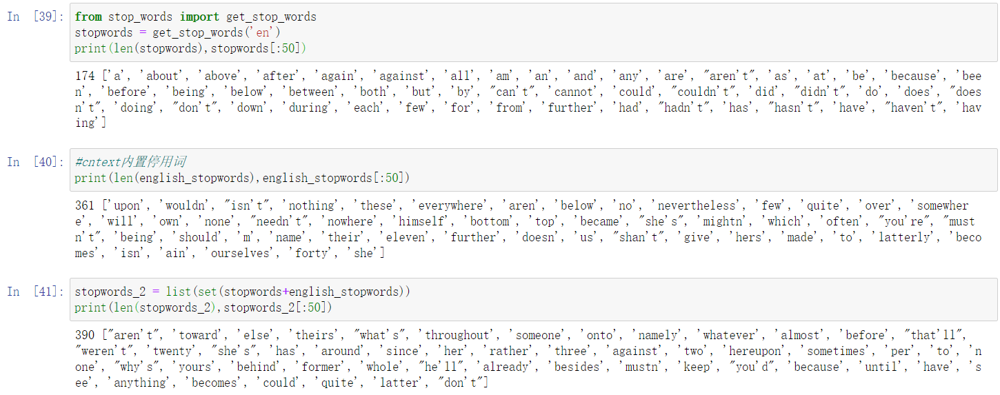 In [39]: from stop_words import get_stop_words
stopwords = get_stop_words('en')
print(len(stopwords),stopwords[:50])
174 ['a', 'about', 'above', 'after', 'again', 'against', 'all', 'am', 'an', 'and', 'any', 'are', "aren't", 'as', 'at', 'be', 'because', 'bee
n', 'before', 'being', 'below', 'between', 'both', 'but', 'by', "can't", 'cannot', 'could', "couldn't", 'did', "didn't", 'do', 'does', "does
n't", 'doing', "don't", 'down', 'during', 'each', 'few', 'for', 'from', 'further', 'had', "hadn't", 'has', "hasn't", 'have', "haven't", 'hav
ing']
In [40]: #cntext内置停用词
print(len(english_stopwords),english_stopwords[:50])
361 ['upon', 'wouldn', "isn't", 'nothing', 'these', 'everywhere', 'aren', 'below', 'no', 'nevertheless', 'few', 'quite', 'over', 'somewher
e', 'will', 'own', 'none', "needn't", 'nowhere', 'himself', 'bottom', 'top', 'became', "she's", 'mightn', 'which', 'often', "you're", "must
n't", 'being', 'should', 'm', 'name', 'their', 'eleven', 'further', 'doesn', 'us', "shan't", 'give', 'hers', 'made', 'to', 'latterly', 'beco
mes', 'isn', 'ain', 'ourselves', 'forty', 'she']
In [41]: stopwords_2 = list(set(stopwords+english_stopwords))
print(len(stopwords_2),stopwords_2[:50])
390 ["aren't", 'toward', 'else', 'theirs', "what's", 'throughout', 'someone', 'onto', 'namely', 'whatever', 'almost', 'before', "that'll",
"weren't", 'twenty', "she's", 'has', 'around', 'since', 'her', 'rather', 'three', 'against', 'two', 'hereupon', 'sometimes', 'per', 'to', 'n
one', "why's", 'yours', 'behind', 'former', 'whole', "he'll", 'already', 'besides', 'mustn', 'keep', "you'd", 'because', 'until', 'have', 's
ee', 'anything', 'becomes', 'could', 'quite', 'latter', "don't"]